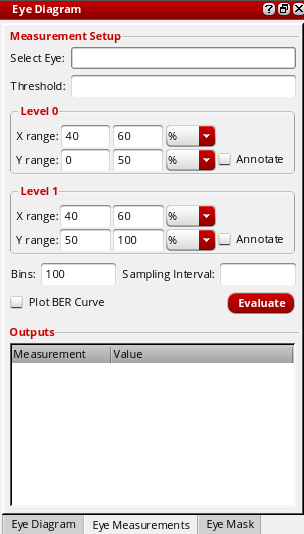 Eye Diagram
Measurement Setup
Select Eye:
Threshold:
Level 0
X range: 40 60 %
Y range: 0 50 % Annotate
Level 1
X range: 40 60 %
Y range: 50 100 % Annotate
Bins: 100 Sampling Interval:
Plot BER Curve Evaluate
Outputs
Measurement Value
Eye Diagram Eye Measurements Eye Mask